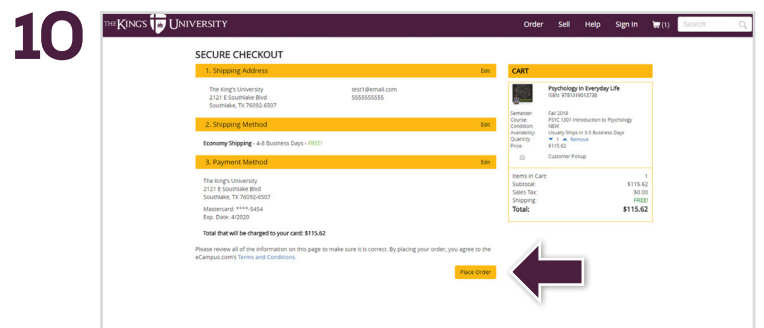 10
THE KING'S UNIVERSITY
Order Sell Help Sign In (1) Search
SECURE CHECKOUT
1. Shipping Address Edit
The King's University test1@email.com
2121 E Southlake Blvd 5555555555
Southlake, TX 76092-6507
2. Shipping Method Edit
Economy Shipping - 4-8 Business Days - FREE!
3. Payment Method Edit
The King's University
2121 E Southlake Blvd
Southlake, TX 76092-6507
Mastercard: ****-5454
Exp. Date: 4/2020
Total that will be charged to your card: $115.62
Please review all of the information on this page to make sure it is correct. By placing your order, you agree to the
eCampus.com's Terms and Conditions.
Place Order
CART
Psychology in Everyday Life
ISBN: 9781319013738
Semester: Fall 2018
Course: PSYC 1301 Introduction to Psychology
Condition: NEW
Availability: Usually Ships in 3-5 Business Days
Quantity: 1 Remove
Price: $115.62
Customer Pickup
Items in Cart: 1
Subtotal: $115.62
Sales Tax: $0.00
Shipping: FREE!
Total: $115.62